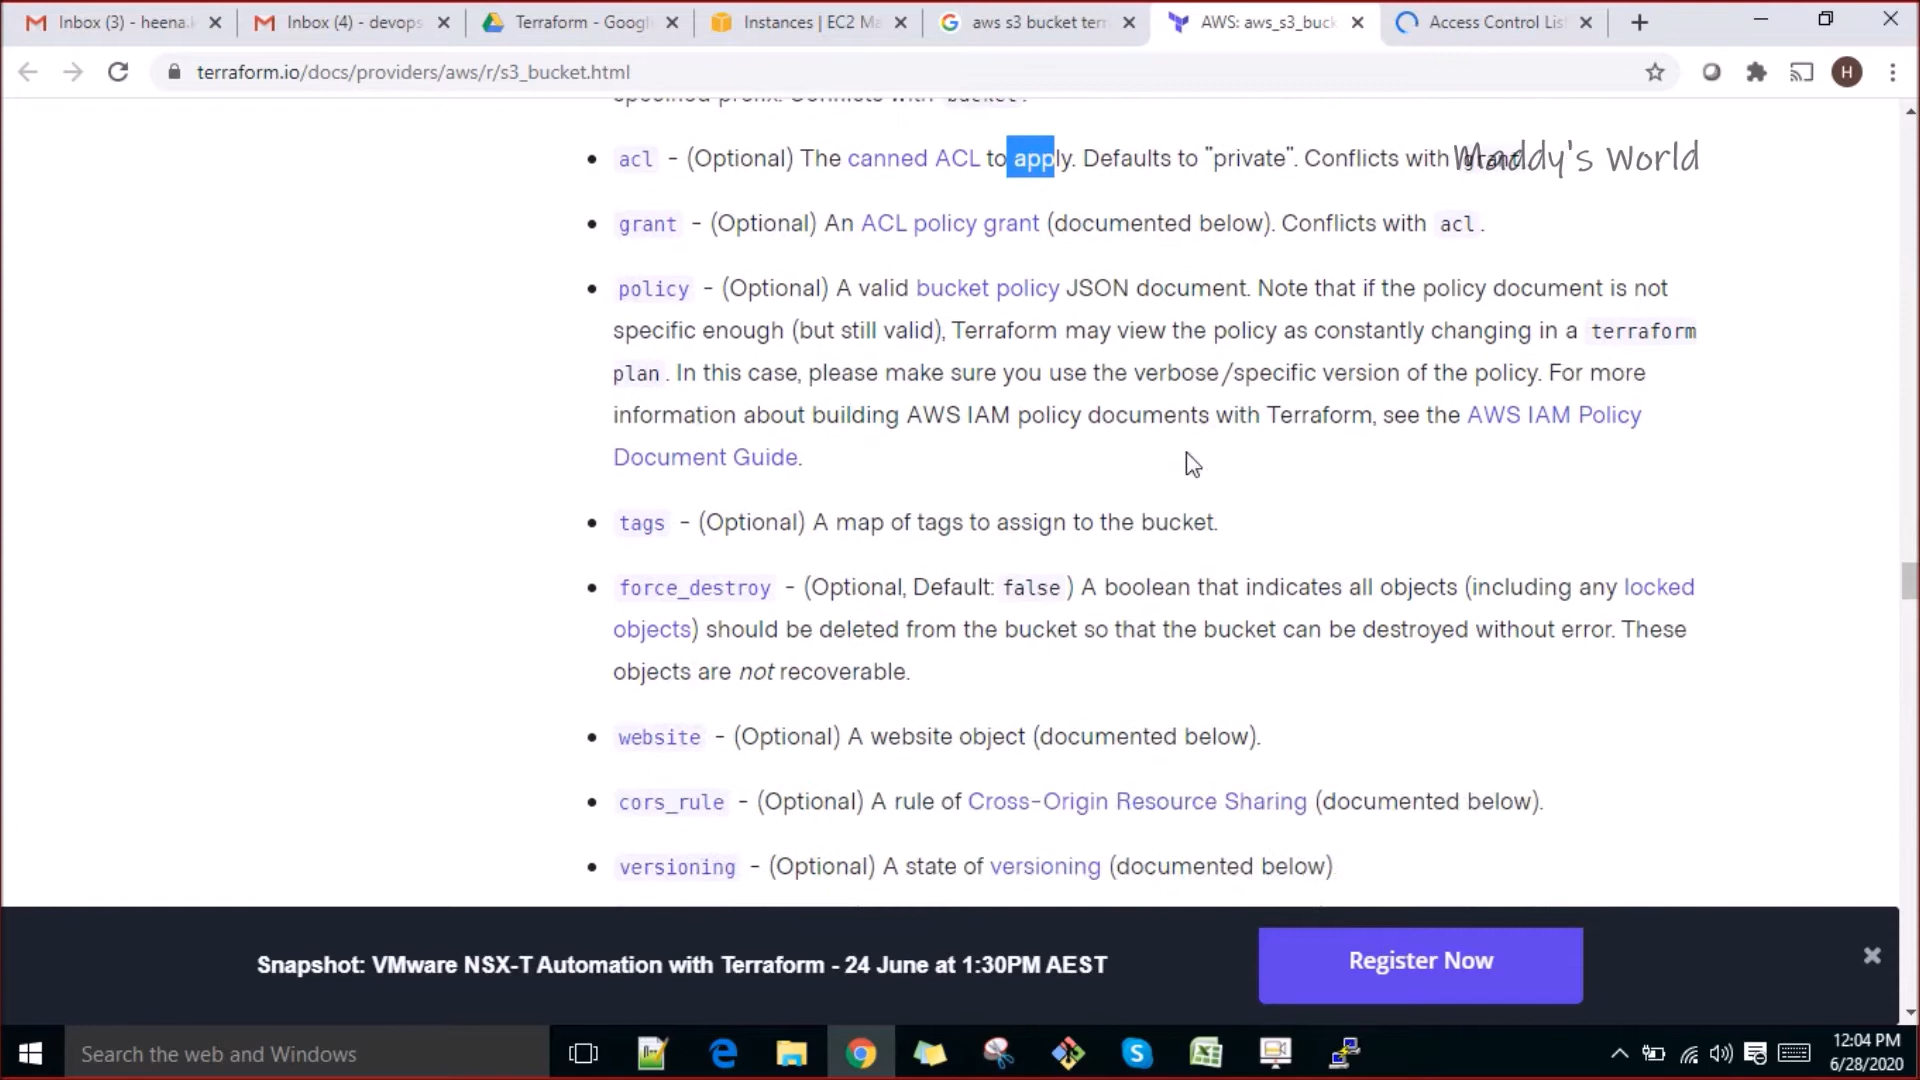 Inbox (3) - heena.
Inbox (4) - devops
Terraform - Googl
Instances | EC2 Ma
aws s3 bucket terr
AWS: aws_s3_buck
Access Control Lis
terraform.io/docs/providers/aws/r/s3_bucket.html
H
specified prefix. Conflicts with bucket.
acl - (Optional) The canned ACL to apply. Defaults to "private". Conflicts with grant.
Maddy's World
grant - (Optional) An ACL policy grant (documented below). Conflicts with acl.
policy - (Optional) A valid bucket policy JSON document. Note that if the policy document is not
specific enough (but still valid), Terraform may view the policy as constantly changing in a terraform
plan. In this case, please make sure you use the verbose/specific version of the policy. For more
information about building AWS IAM policy documents with Terraform, see the AWS IAM Policy
Document Guide.
tags - (Optional) A map of tags to assign to the bucket.
force_destroy - (Optional, Default: false) A boolean that indicates all objects (including any locked
objects) should be deleted from the bucket so that the bucket can be destroyed without error. These
objects are not recoverable.
website - (Optional) A website object (documented below).
cors_rule - (Optional) A rule of Cross-Origin Resource Sharing (documented below).
versioning - (Optional) A state of versioning (documented below)
Snapshot: VMware NSX-T Automation with Terraform - 24 June at 1:30PM AEST
Register Now
Search the web and Windows
12:04 PM
6/28/2020